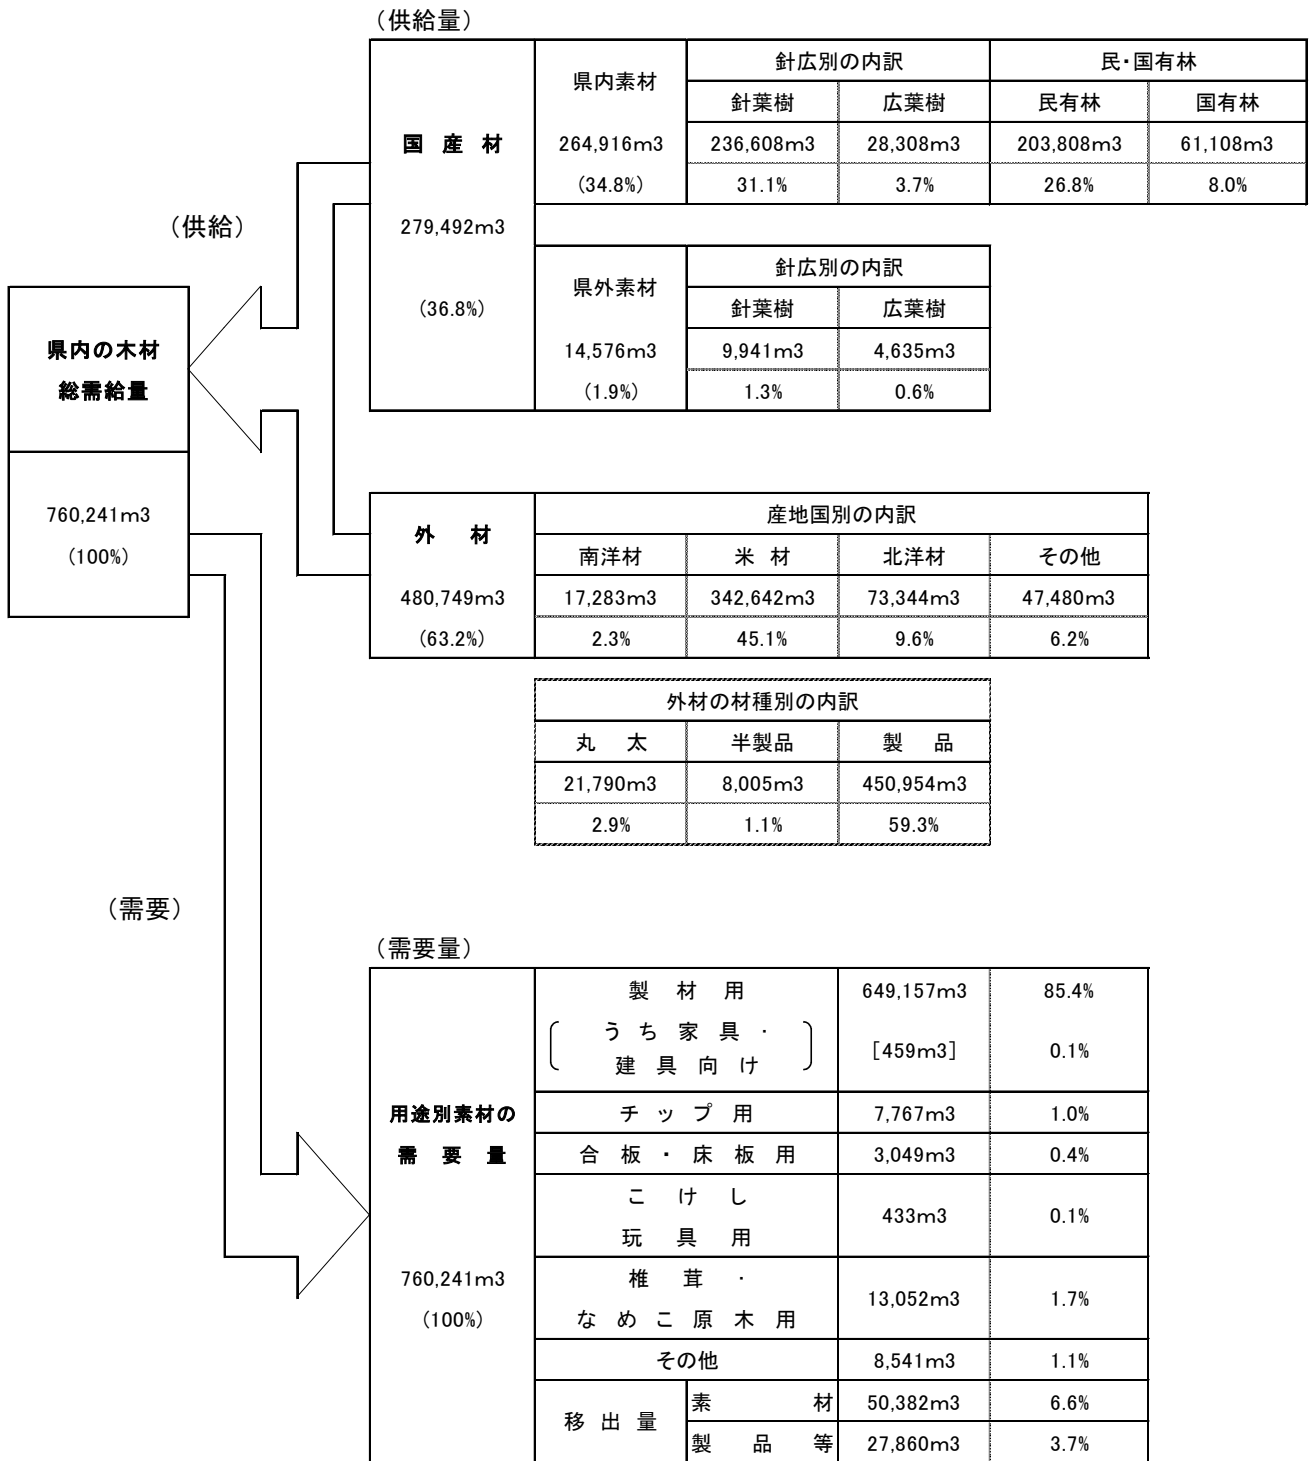 （供給量）
県内素材 針広別の内訳 民・国有林
針葉樹 広葉樹 民有林 国有林
国 産 材 264,916m3 236,608m3 28,308m3 203,808m3 61,108m3
(34.8%) 31.1% 3.7% 26.8% 8.0%
（供給） 279,492m3
県外素材 針広別の内訳
(36.8%) 針葉樹 広葉樹
県内の木材 14,576m3 9,941m3 4,635m3
総需給量 (1.9%) 1.3% 0.6%
760,241m3
(100%)
外 材 産地国別の内訳
南洋材 米 材 北洋材 その他
480,749m3 17,283m3 342,642m3 73,344m3 47,480m3
(63.2%) 2.3% 45.1% 9.6% 6.2%
外材の材種別の内訳
丸 太 半製品 製 品
21,790m3 8,005m3 450,954m3
2.9% 1.1% 59.3%
（需要）
（需要量）
製 材 用 649,157m3 85.4%
う ち 家 具 ・
建 具 向 け [459m3] 0.1%
用途別素材の チ ッ プ 用 7,767m3 1.0%
需 要 量 合 板 ・ 床 板 用 3,049m3 0.4%
こ け し
玩 具 用 433m3 0.1%
760,241m3 椎 茸 ・
(100%) な め こ 原 木 用 13,052m3 1.7%
その他 8,541m3 1.1%
移 出 量 素 材 50,382m3 6.6%
製 品 等 27,860m3 3.7%